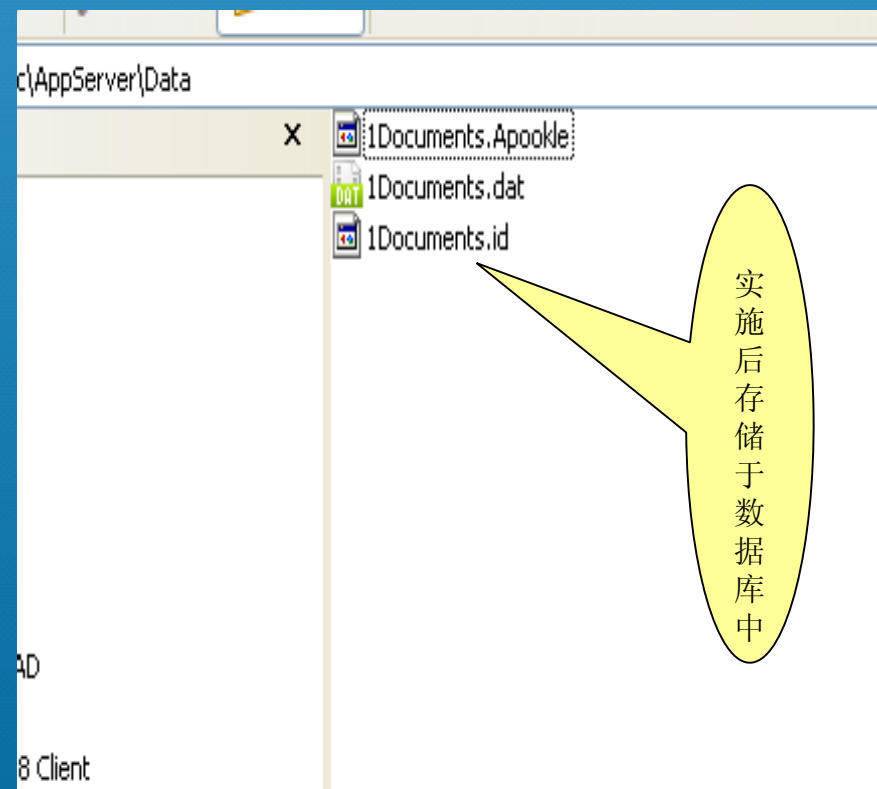 c\AppServer\Data
X
1Documents.Apookle
1Documents.dat
DAT
1Documents.id
实施后存储于数据库中
AD
8 Client